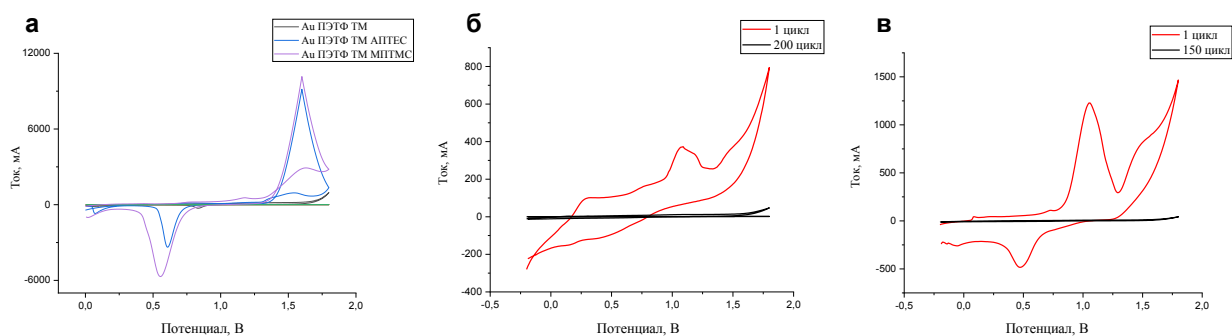 а
Au ПЭТФ ТМ
Au ПЭТФ ТМ АПТЕС
Au ПЭТФ ТМ МПТМС
12000
6000
0
-6000
0,0
0,5
1,0
1,5
2,0
Ток, мА
Потенциал, В
б
1 цикл
200 цикл
800
600
400
200
0
200
400
-0,5
0,0
0,5
1,0
1,5
2,0
Ток, мА
Потенциал, В
в
1 цикл
150 цикл
1500
1000
500
0
-500
-0,5
0,0
0,5
1,0
1,5
2,0
Ток, мА
Потенциал, В